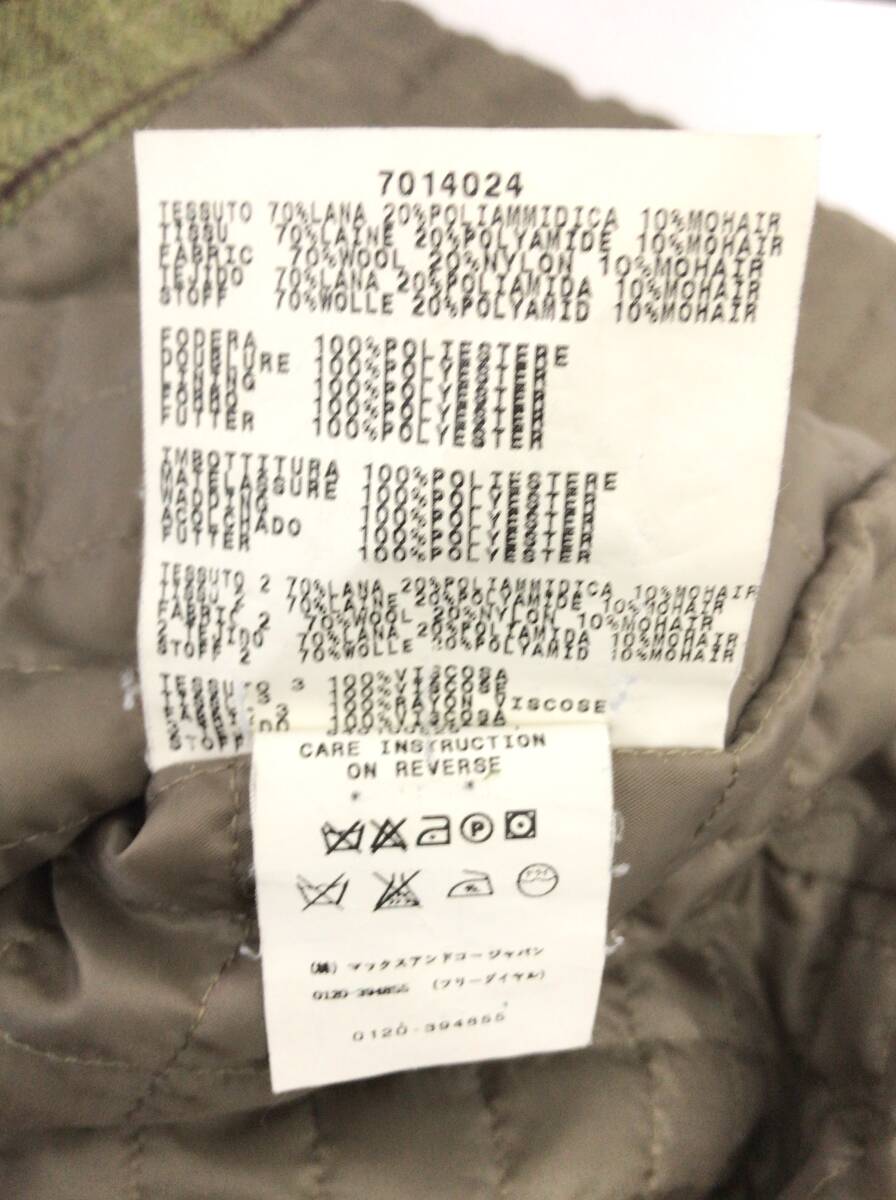 7014024
TESSUTO 70%LANA 20%POLIAMMIDICA 10%MOHAIR
TISSU 70%LAINE 20%POLYAMIDE 10%MOHAIR
FABRIC 70%WOOL 20%NYLON 10%MOHAIR
TEJIDO 70%LANA 20%POLIAMIDA 10%MOHAIR
STOFF 70%WOLLE 20%POLYAMID 10%MOHAIR
FODERA 100%POLIESTERE
DOUBLURE 100%POLYESTER
LINING 100%POLYESTER
FORRO 100%POLYESTER
FUTTER 100%POLYESTER
IMBOTTITURA 100%POLIESTERE
MATELASSURE 100%POLYESTER
WADDING 100%POLYESTER
ACOLCHADO 100%POLYESTER
FUTTER 100%POLYESTER
TESSUTO 2 70%LANA 20%POLIAMMIDICA 10%MOHAIR
TISSU 2 70%LAINE 20%POLYAMIDE 10%MOHAIR
FABRIC 2 70%WOOL 20%NYLON 10%MOHAIR
2 TEJIDO 70%LANA 20%POLIAMIDA 10%MOHAIR
STOFF 2 70%WOLLE 20%POLYAMID 10%MOHAIR
TESSUTO 3 100%VISCOSA
100%VISCOSE
100%RAYON VISCOSE
100%VISCOSA
CARE INSTRUCTION
ON REVERSE
P
ドライ
(株) マックスアンドコージャパン
0120-394855 (フリーダイヤル)
0120-394855